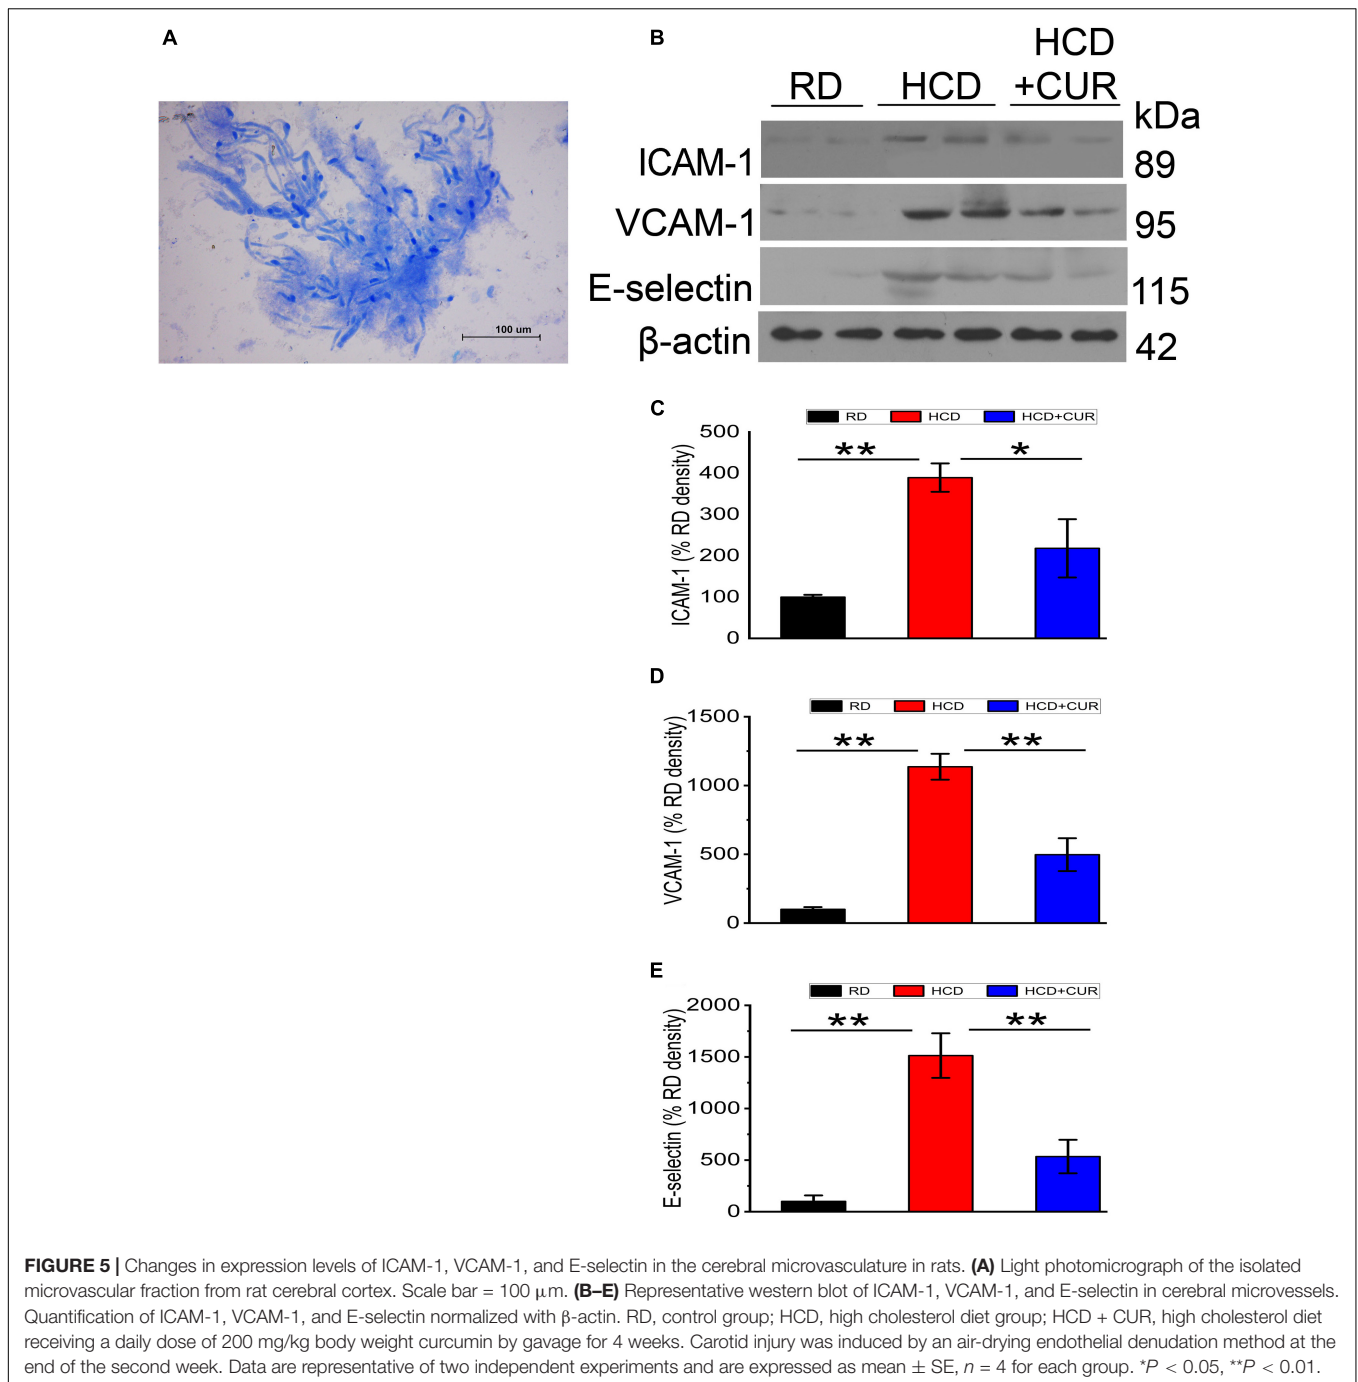 A
100 um
B
RD
HCD
HCD
+CUR
kDa
ICAM-1
89
VCAM-1
95
E-selectin
115
β-actin
42
C
RD HCD HCD+CUR
ICAM-1 (% RD density)
500
400
300
200
100
0
**
*
D
RD HCD HCD+CUR
VCAM-1 (% RD density)
1500
1000
500
0
**
**
E
RD HCD HCD+CUR
E-selectin (% RD density)
2000
1500
1000
500
0
**
**
FIGURE 5 | Changes in expression levels of ICAM-1, VCAM-1, and E-selectin in the cerebral microvasculature in rats. (A) Light photomicrograph of the isolated
microvascular fraction from rat cerebral cortex. Scale bar = 100 μm. (B–E) Representative western blot of ICAM-1, VCAM-1, and E-selectin in cerebral microvessels.
Quantification of ICAM-1, VCAM-1, and E-selectin normalized with β-actin. RD, control group; HCD, high cholesterol diet group; HCD + CUR, high cholesterol diet
receiving a daily dose of 200 mg/kg body weight curcumin by gavage for 4 weeks. Carotid injury was induced by an air-drying endothelial denudation method at the
end of the second week. Data are representative of two independent experiments and are expressed as mean ± SE, n = 4 for each group. *P < 0.05, **P < 0.01.